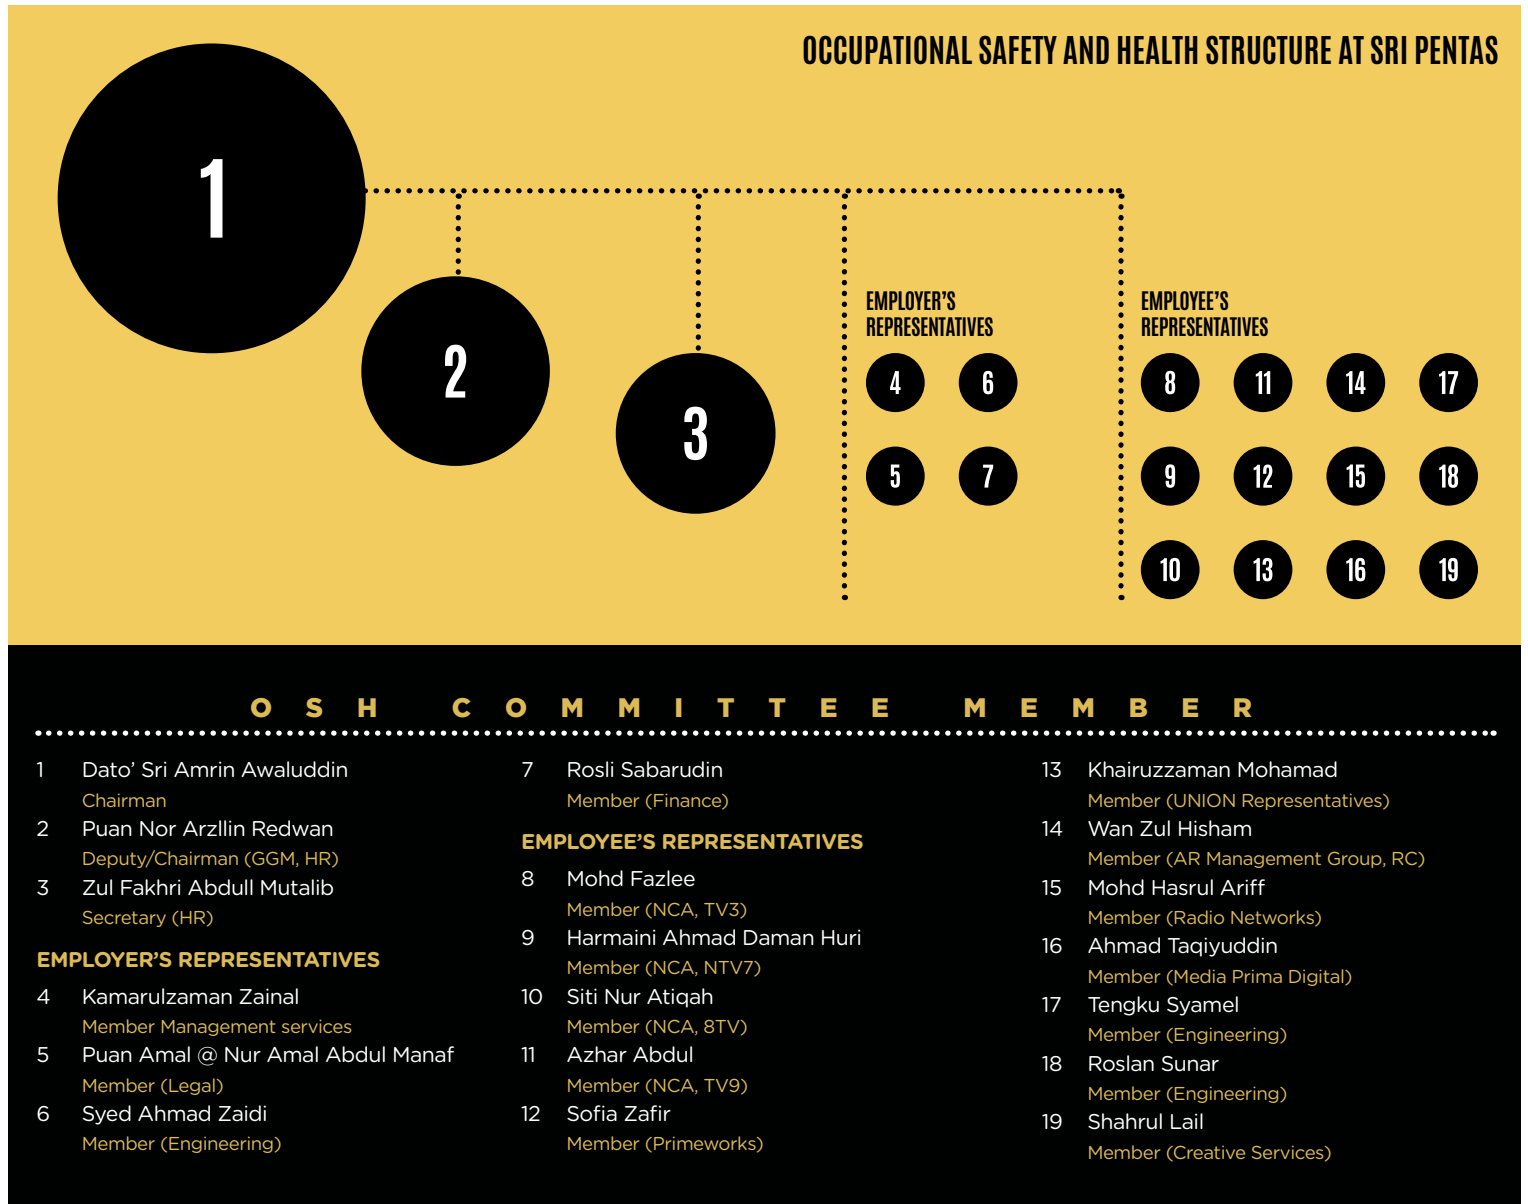 OCCUPATIONAL SAFETY AND HEALTH STRUCTURE AT SRI PENTAS
1
2
3
EMPLOYER’S
REPRESENTATIVES
4 6
5 7
EMPLOYEE’S
REPRESENTATIVES
8 11 14 17
9 12 15 18
10 13 16 19
OSH COMMITTEE MEMBER
1 Dato’ Sri Amrin Awaluddin
Chairman
2 Puan Nor Arzllin Redwan
Deputy/Chairman (GGM, HR)
3 Zul Fakhri Abdull Mutalib
Secretary (HR)
EMPLOYER’S REPRESENTATIVES
4 Kamarulzaman Zainal
Member Management services
5 Puan Amal @ Nur Amal Abdul Manaf
Member (Legal)
6 Syed Ahmad Zaidi
Member (Engineering)
7 Rosli Sabarudin
Member (Finance)
EMPLOYEE’S REPRESENTATIVES
8 Mohd Fazlee
Member (NCA, TV3)
9 Harmaini Ahmad Daman Huri
Member (NCA, NTV7)
10 Siti Nur Atiqah
Member (NCA, 8TV)
11 Azhar Abdul
Member (NCA, TV9)
12 Sofia Zafir
Member (Primeworks)
13 Khairuzzaman Mohamad
Member (UNION Representatives)
14 Wan Zul Hisham
Member (AR Management Group, RC)
15 Mohd Hasrul Ariff
Member (Radio Networks)
16 Ahmad Taqiyuddin
Member (Media Prima Digital)
17 Tengku Syamel
Member (Engineering)
18 Roslan Sunar
Member (Engineering)
19 Shahrul Lail
Member (Creative Services)